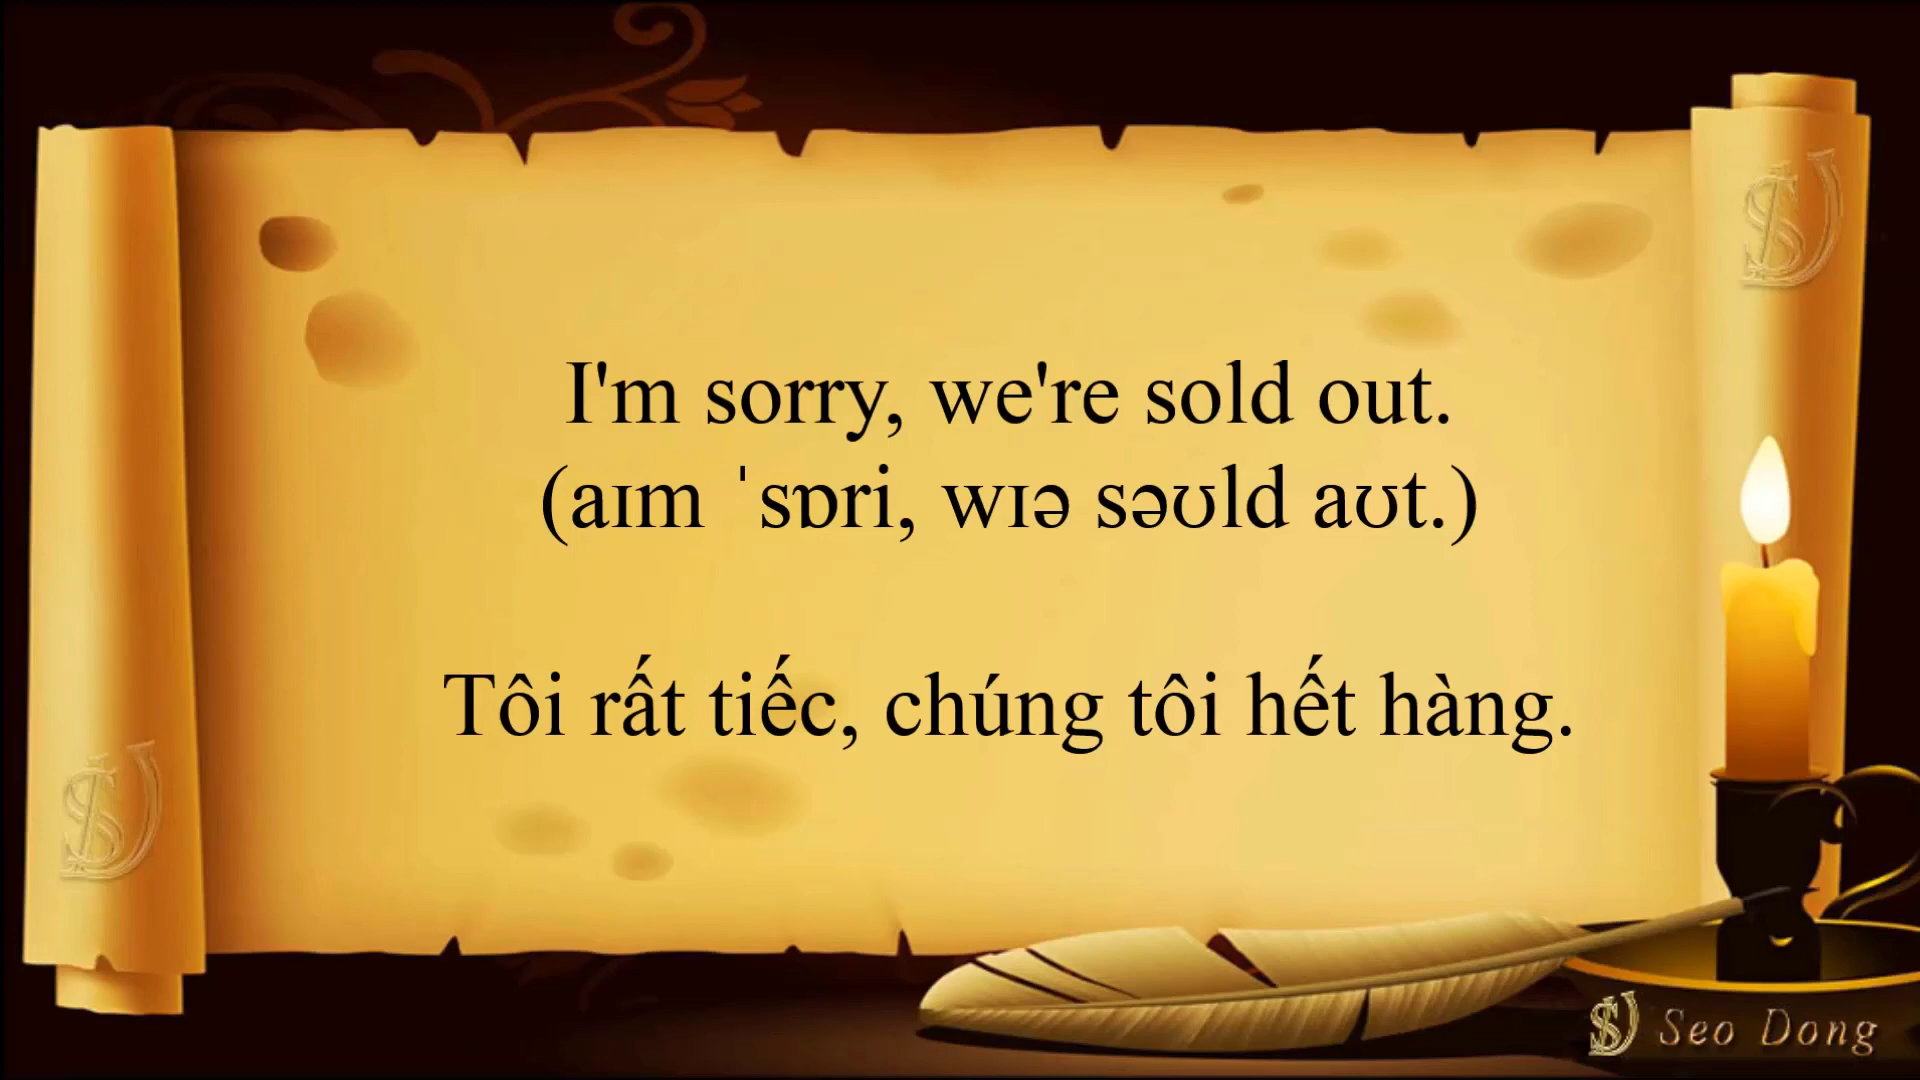 I'm sorry, we're sold out.
(aɪm ˈsɒri, wɪə səʊld aʊt.)
Tôi rất tiếc, chúng tôi hết hàng.
Seo Dong